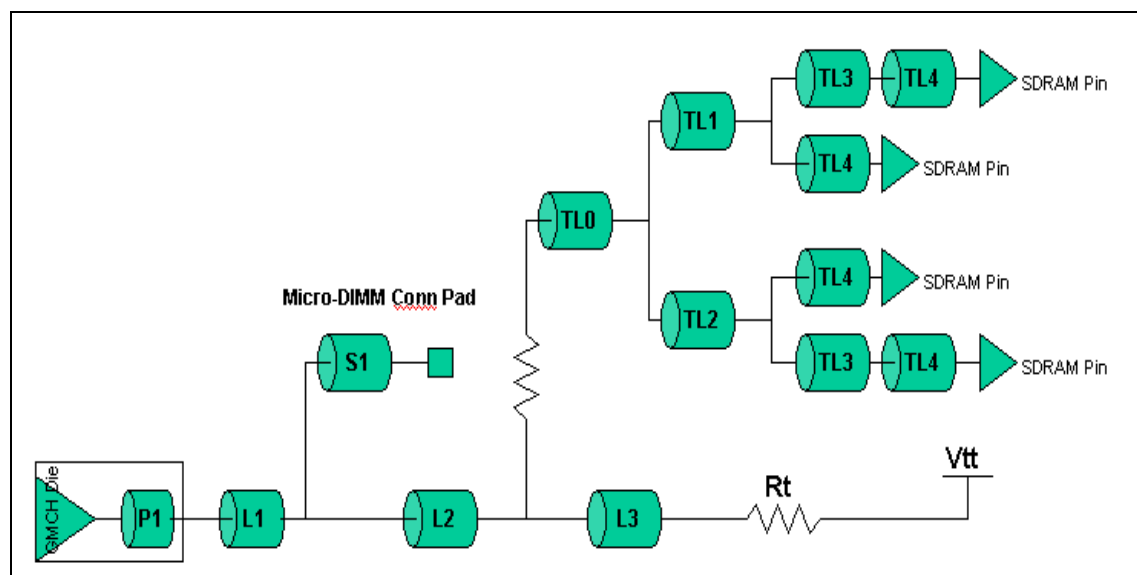 TL3
TL4
SDRAM Pin
TL1
TL4
SDRAM Pin
TL0
TL4
SDRAM Pin
Micro-DIMM Conn Pad
TL2
S1
TL3
TL4
SDRAM Pin
Vtt
Rt
GMCH Die
P1
L1
L2
L3